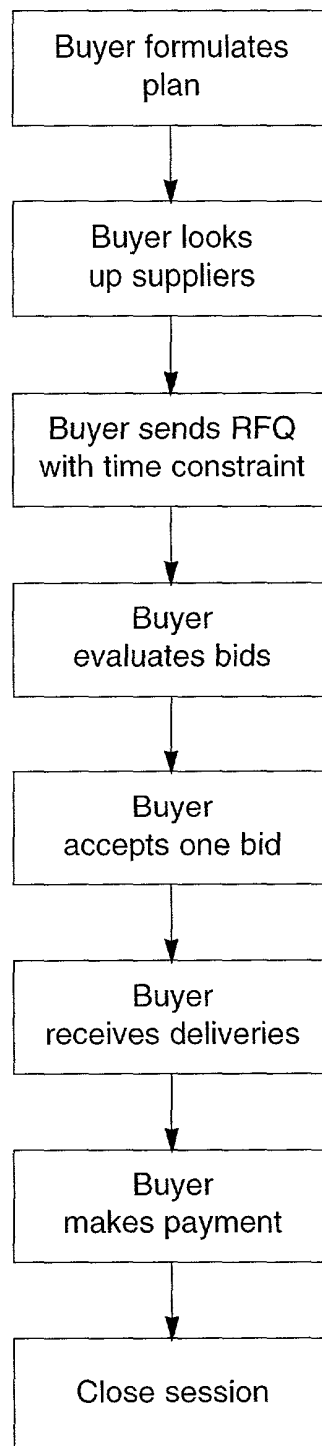 Buyer formulates
plan
Buyer looks
up suppliers
Buyer sends RFQ
with time constraint
Buyer
evaluates bids
Buyer
accepts one bid
Buyer
receives deliveries
Buyer
makes payment
Close session